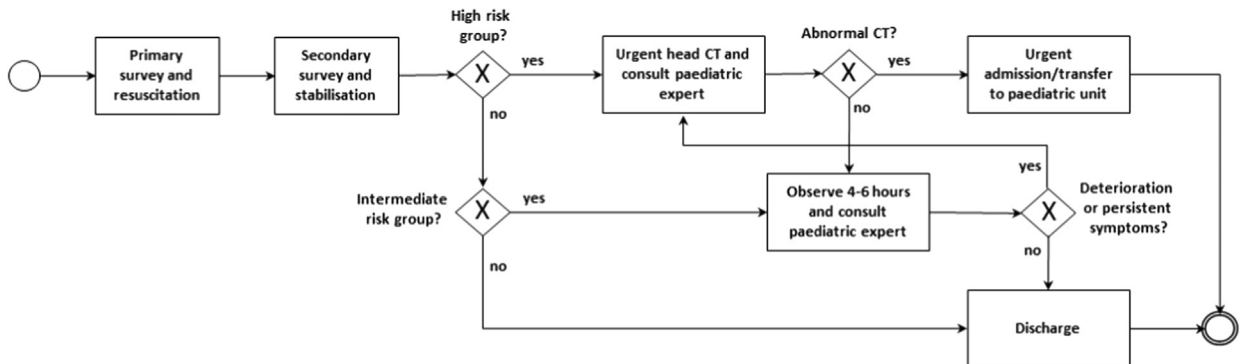 Primary
survey and
resuscitation
Secondary
survey and
stabilisation
High risk
group?
X
yes
no
Urgent head CT and
consult paediatric
expert
Abnormal CT?
X
yes
no
Urgent
admission/transfer
to paediatric unit
Intermediate
risk group?
X
yes
no
Observe 4-6 hours
and consult
paediatric expert
yes
X
Deterioration
or persistent
symptoms?
no
Discharge